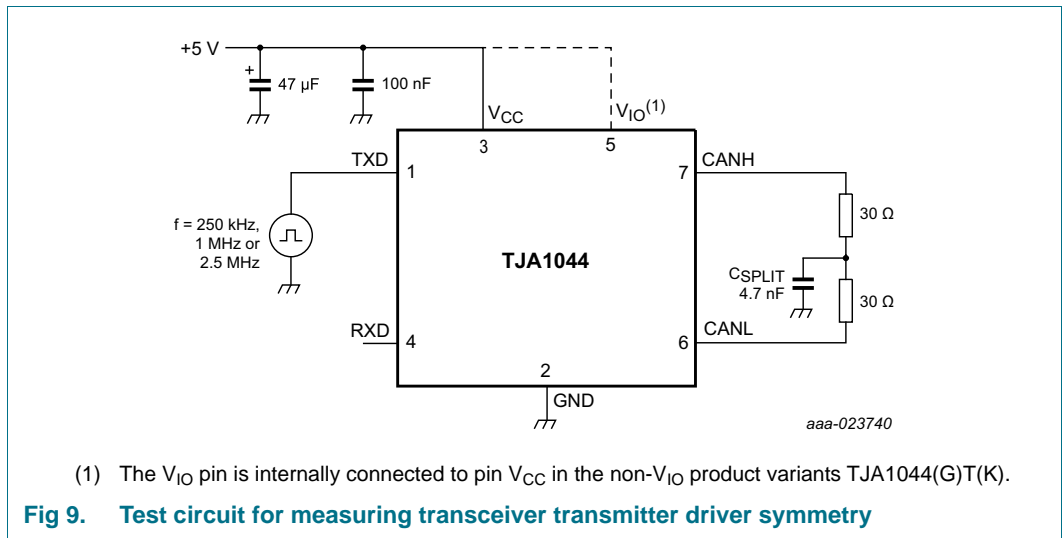 +5 V
+
47 µF
100 nF
VCC
VIO(1)
3
5
TXD
1
7
CANH
f = 250 kHz,
1 MHz or
2.5 MHz
30 Ω
TJA1044
CSPLIT
4.7 nF
30 Ω
RXD
4
6
CANL
2
GND
aaa-023740
(1) The VIO pin is internally connected to pin VCC in the non-VIO product variants TJA1044(G)T(K).
Fig 9. Test circuit for measuring transceiver transmitter driver symmetry